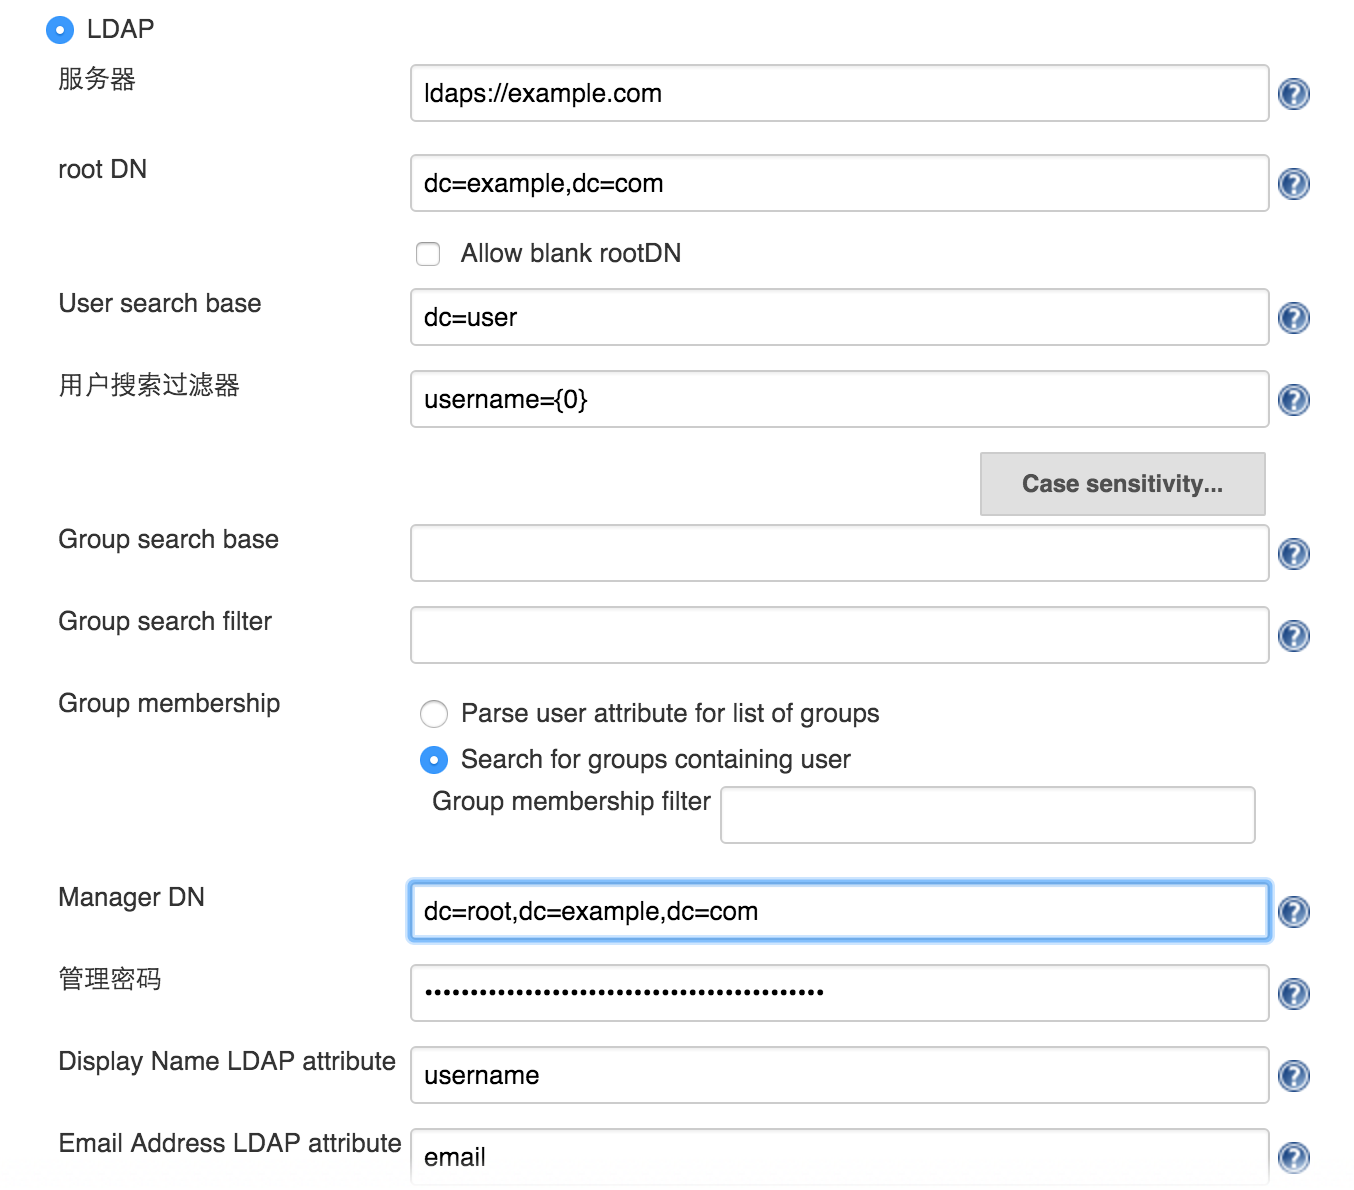 LDAP
服务器
ldaps://example.com
root DN
dc=example,dc=com
Allow blank rootDN
User search base
dc=user
用户搜索过滤器
username={0}
Case sensitivity...
Group search base
Group search filter
Group membership
Parse user attribute for list of groups
Search for groups containing user
Group membership filter
Manager DN
dc=root,dc=example,dc=com
管理密码
••••••••••••••••••••••••••••••••••••••••••••
Display Name LDAP attribute
username
Email Address LDAP attribute
email